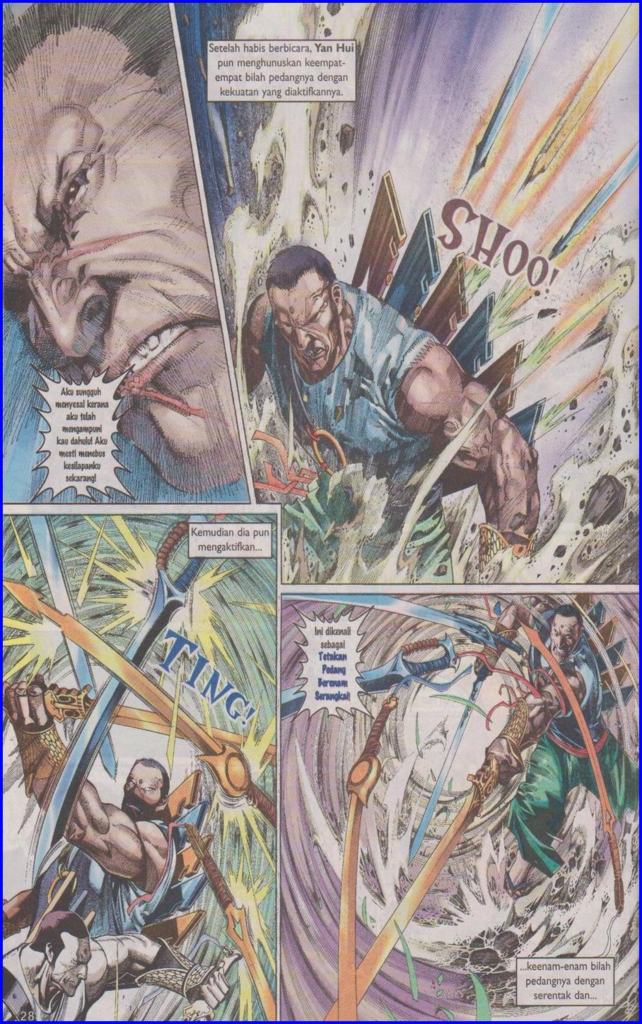 Setelah habis berbicara, Yan Hui
pun menghunuskan keempat-
empat bilah pedangnya dengan
kekuatan yang diaktifkannya.
SHOO!
Aku sungguh
menyesal kerana
aku telah
mengampuni
kau dahulu! Aku
mesti menebus
kesilapanku
sekarang!
Kemudian dia pun
mengaktifkan...
TING!
Ini dikenali
sebagai
Tetakan
Pedang
Berenam
Serangkai!
...keenam-enam bilah
pedangnya dengan
serentak dan...
28